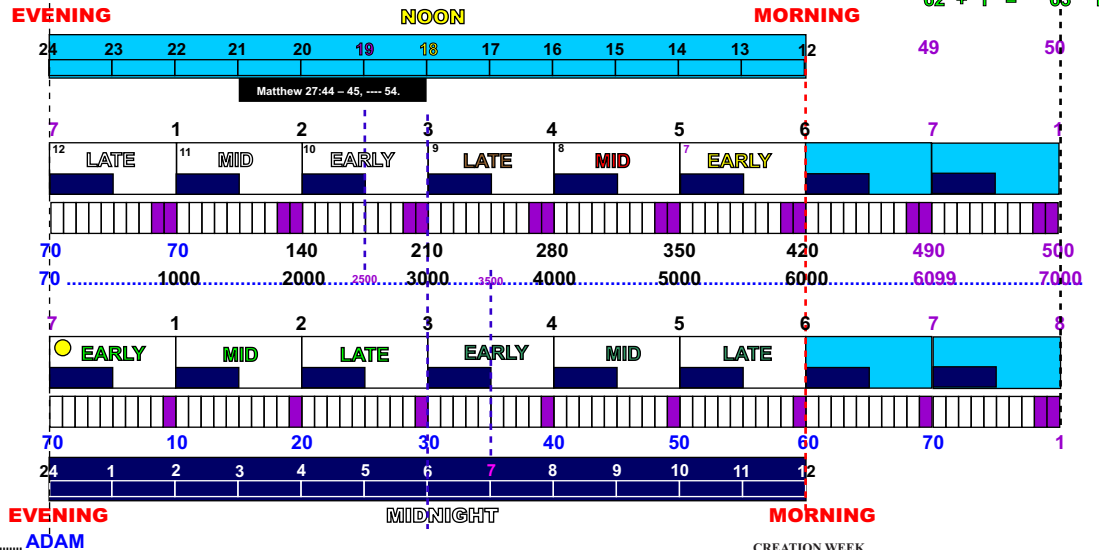 62 + 1 =
EVENING NOON MORNING
24 23 22 21 20 19 18 17 16 15 14 13 12 49 50
Matthew 27:44 – 45, ---- 54.
7 1 2 3 4 5 6 7 1
12 LATE 11 MID 10 EARLY 9 LATE 8 MID 7 EARLY
70 70 140 210 280 350 420 490 500
70 1000 2000 2500 3000 3500 4000 5000 6000 6099 7000
7 1 2 3 4 5 6 7 8
EARLY MID LATE EARLY MID LATE
70 10 20 30 40 50 60 70 1
24 1 2 3 4 5 6 7 8 9 10 11 12
EVENING MIDNIGHT MORNING
........ ADAM
CREATION WEEK